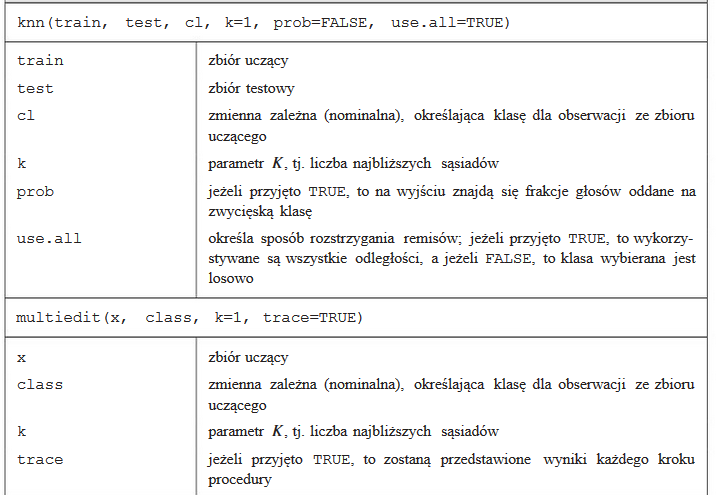 knn(train, test, cl, k=1, prob=FALSE, use.all=TRUE)
train zbiór uczący
test zbiór testowy
cl zmienna zależna (nominalna), określająca klasę dla obserwacji ze zbioru
uczącego
k parametr K, tj. liczba najbliższych sąsiadów
prob jeżeli przyjęto TRUE, to na wyjściu znajdą się frakcje głosów oddane na
zwycięską klasę
use.all określa sposób rozstrzygania remisów; jeżeli przyjęto TRUE, to wykorzy-
stywane są wszystkie odległości, a jeżeli FALSE, to klasa wybierana jest
losowo
multiedit(x, class, k=1, trace=TRUE)
x zbiór uczący
class zmienna zależna (nominalna), określająca klasę dla obserwacji ze zbioru
uczącego
k parametr K, tj. liczba najbliższych sąsiadów
trace jeżeli przyjęto TRUE, to zostaną przedstawione wyniki każdego kroku
procedury